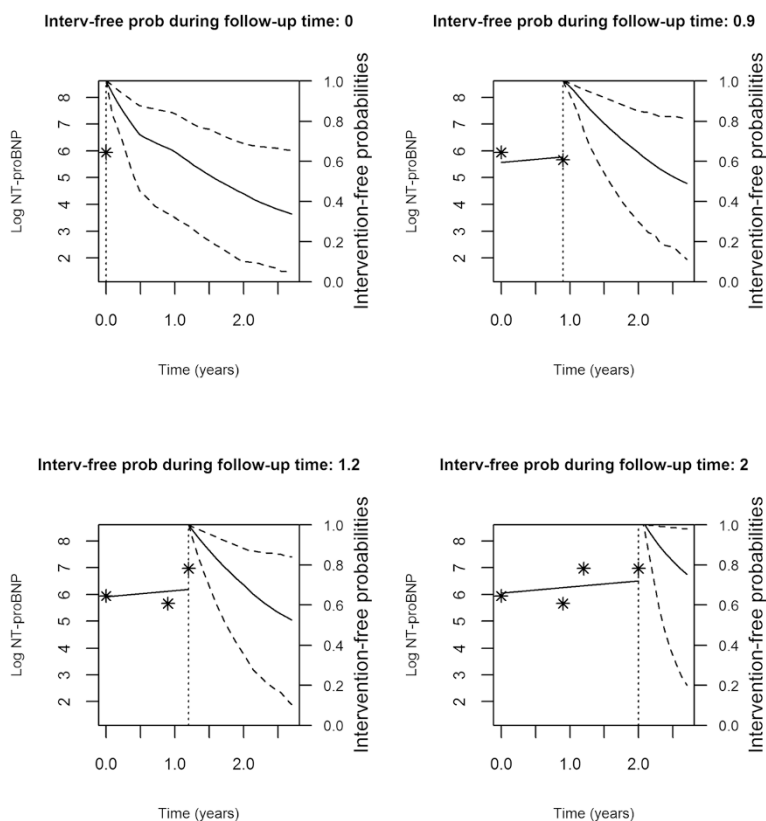 Interv-free prob during follow-up time: 0
Log NT-proBNP
8
7
6
5
4
3
2
1.0
0.8
0.6
0.4
0.2
0.0
Intervention-free probabilities
0.0 1.0 2.0
Time (years)
Interv-free prob during follow-up time: 0.9
Log NT-proBNP
8
7
6
5
4
3
2
1.0
0.8
0.6
0.4
0.2
0.0
Intervention-free probabilities
0.0 1.0 2.0
Time (years)
Interv-free prob during follow-up time: 1.2
Log NT-proBNP
8
7
6
5
4
3
2
1.0
0.8
0.6
0.4
0.2
0.0
Intervention-free probabilities
0.0 1.0 2.0
Time (years)
Interv-free prob during follow-up time: 2
Log NT-proBNP
8
7
6
5
4
3
2
1.0
0.8
0.6
0.4
0.2
0.0
Intervention-free probabilities
0.0 1.0 2.0
Time (years)